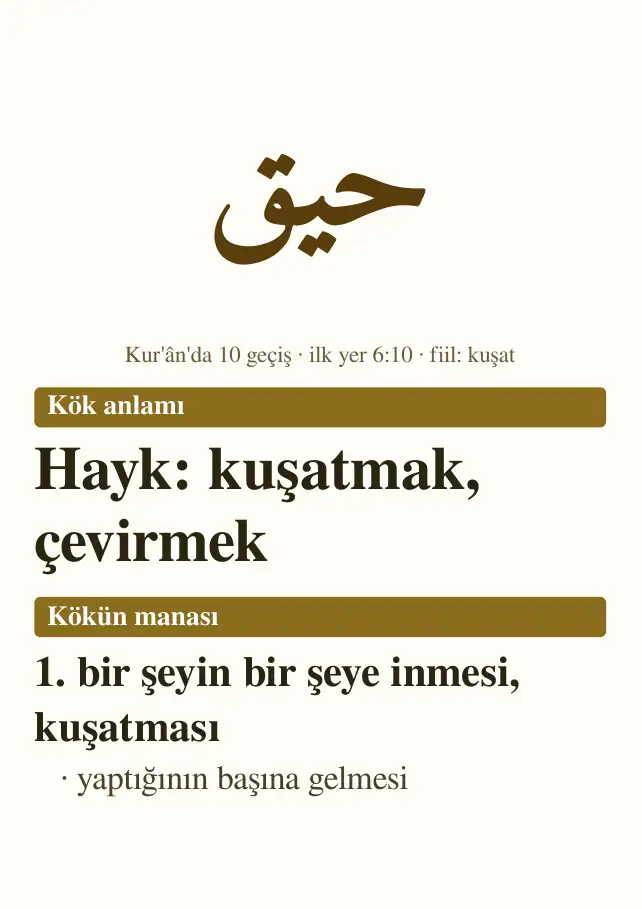 حيق
Kur'ân'da 10 geçiş · ilk yer 6:10 · fiil: kuşat
Kök anlamı
Hayk: kuşatmak,
çevirmek
Kökün manası
1. bir şeyin bir şeye inmesi,
kuşatması
· yaptığının başına gelmesi